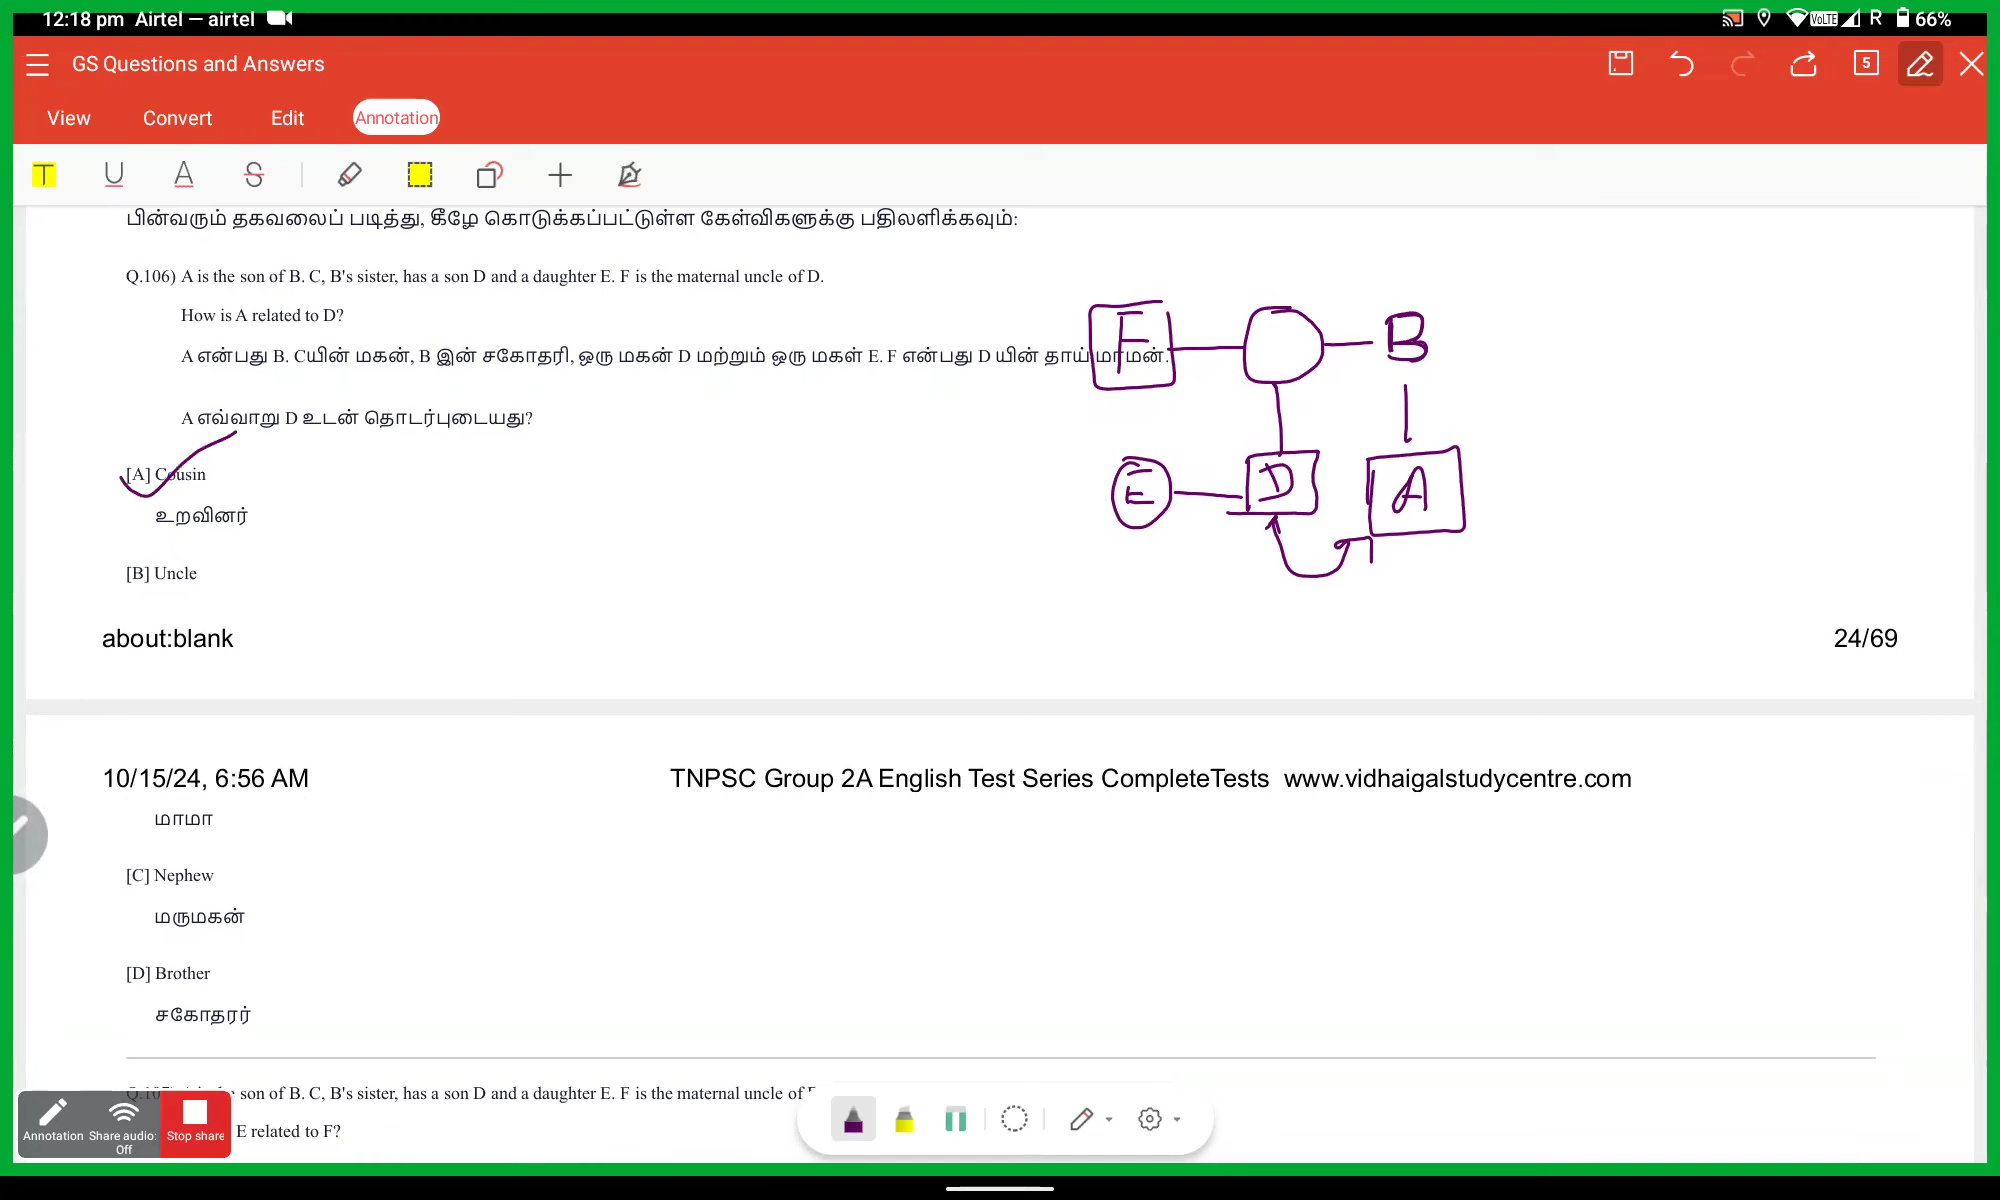 12:18 pm Airtel — airtel VoLTE R 66%
GS Questions and Answers 5
View Convert Edit Annotation
T U A S
பின்வரும் தகவலைப் படித்து, கீழே கொடுக்கப்பட்டுள்ள கேள்விகளுக்கு பதிலளிக்கவும்:
Q.106) A is the son of B. C, B's sister, has a son D and a daughter E. F is the maternal uncle of D.
How is A related to D?
A என்பது B. Cயின் மகன், B இன் சகோதரி, ஒரு மகன் D மற்றும் ஒரு மகள் E. F என்பது D யின் தாய் மாமன்.
F B
A எவ்வாறு D உடன் தொடர்புடையது?
[A] Cousin
E D A
உறவினர்
[B] Uncle
about:blank 24/69
10/15/24, 6:56 AM TNPSC Group 2A English Test Series CompleteTests www.vidhaigalstudycentre.com
மாமா
[C] Nephew
மருமகன்
[D] Brother
சகோதரர்
son of B. C, B's sister, has a son D and a daughter E. F is the maternal uncle of
E related to F?
Annotation Share audio: Off Stop share